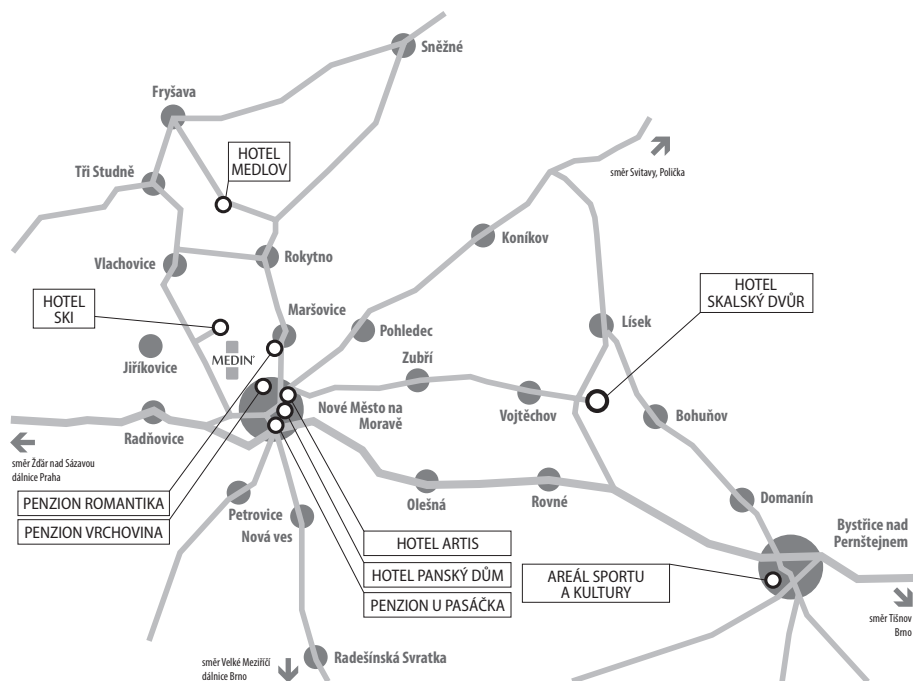 Sněžné
Fryšava
HOTEL
MEDLOV
Tři Studně
směr Svitavy, Polička
Koníkov
Rokytno
Vlachovice
HOTEL
SKALSKÝ DVŮR
HOTEL
SKI
Maršovice
Lísek
Pohledec
MEDIN®
Jiříkovice
Zubří
Vojtěchov
Nové Město na
Moravě
Bohuňov
Radňovice
směr Žďár nad Sázavou
dálnice Praha
PENZION ROMANTIKA
PENZION VRCHOVINA
Petrovice
Nová ves
Olešná
Rovné
Domanín
Bystřice nad
Pernštejnem
HOTEL ARTIS
HOTEL PANSKÝ DŮM
PENZION U PASÁČKA
AREÁL SPORTU
A KULTURY
směr Tišnov
Brno
směr Velké Meziříčí
dálnice Brno
Radešínská Svratka